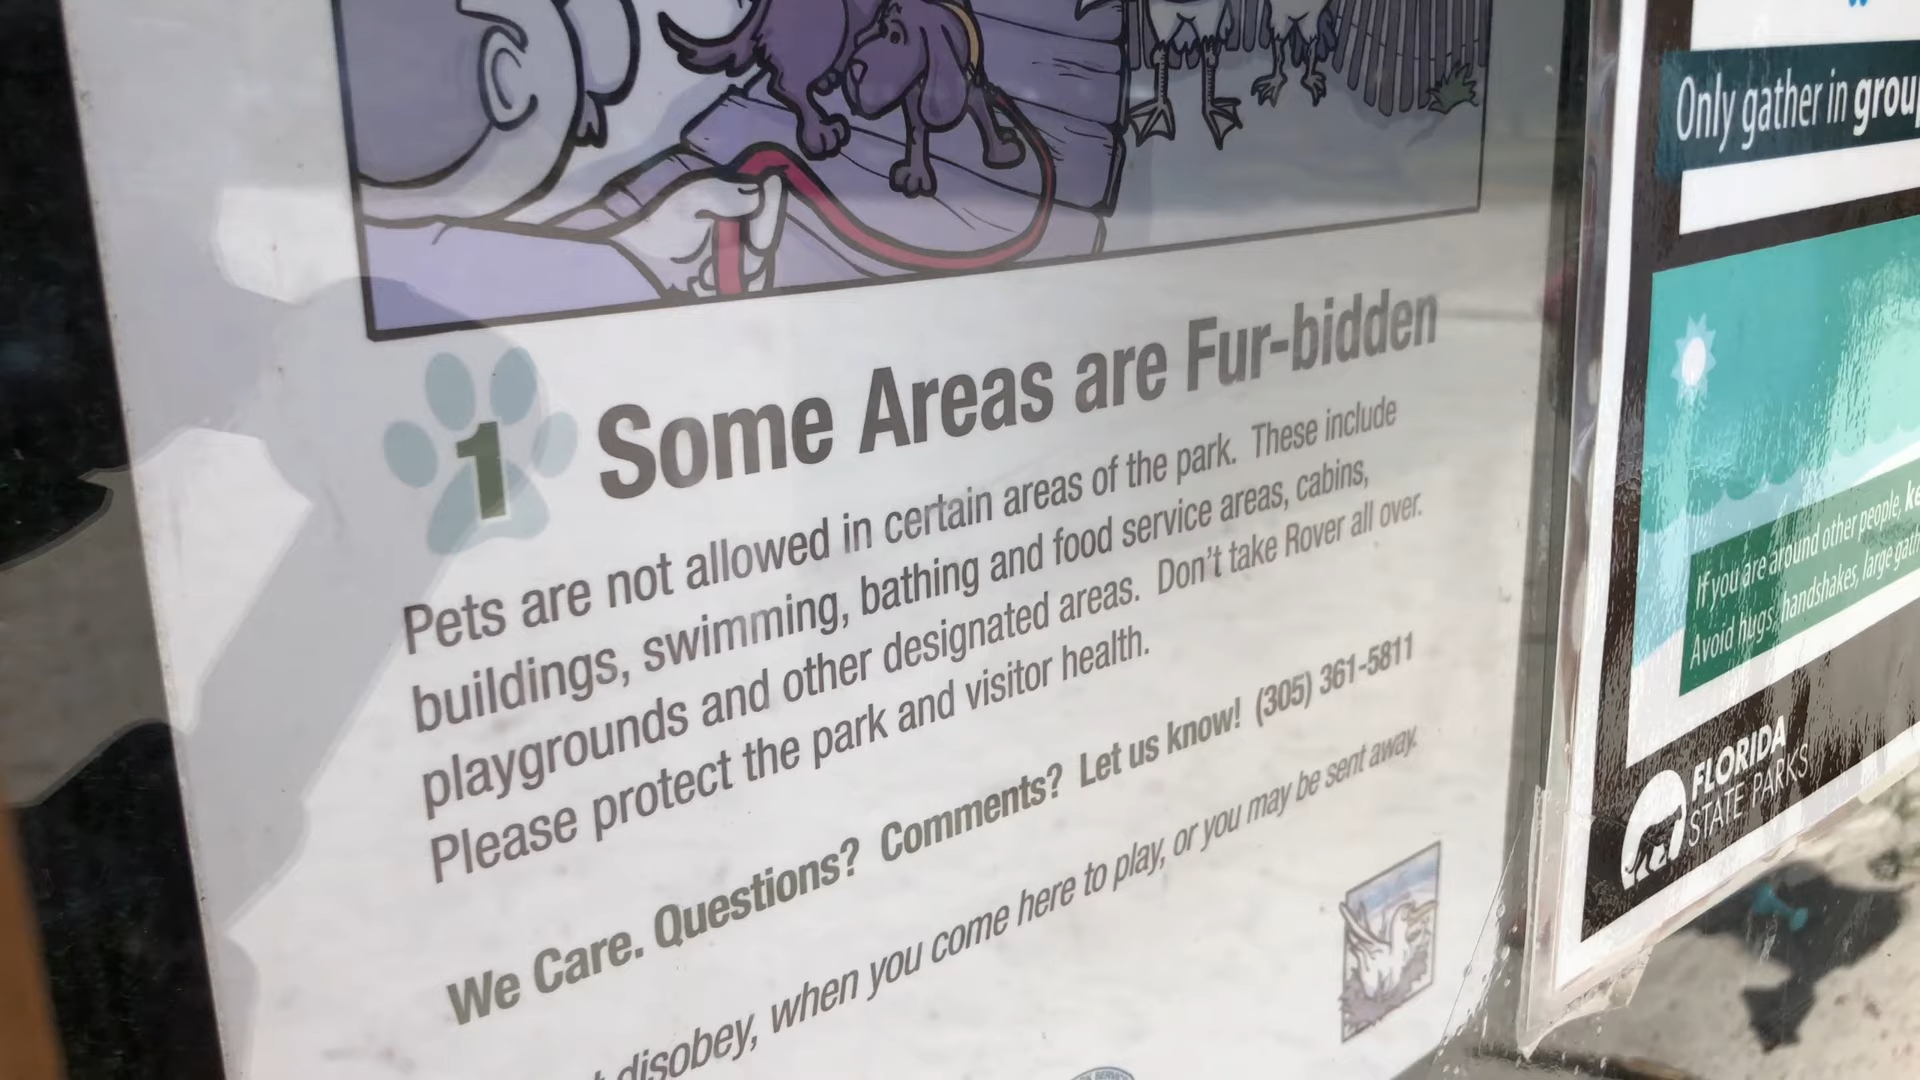 1 Some Areas are Fur-bidden
Pets are not allowed in certain areas of the park. These include
buildings, swimming, bathing and food service areas, cabins,
playgrounds and other designated areas. Don't take Rover all over.
Please protect the park and visitor health.
We Care. Questions? Comments? Let us know! (305) 361-5811
disobey, when you come here to play, or you may be sent away.
Only gather in
If you are around other people,
Avoid hugs, handshakes, large
FLORIDA
STATE PARKS